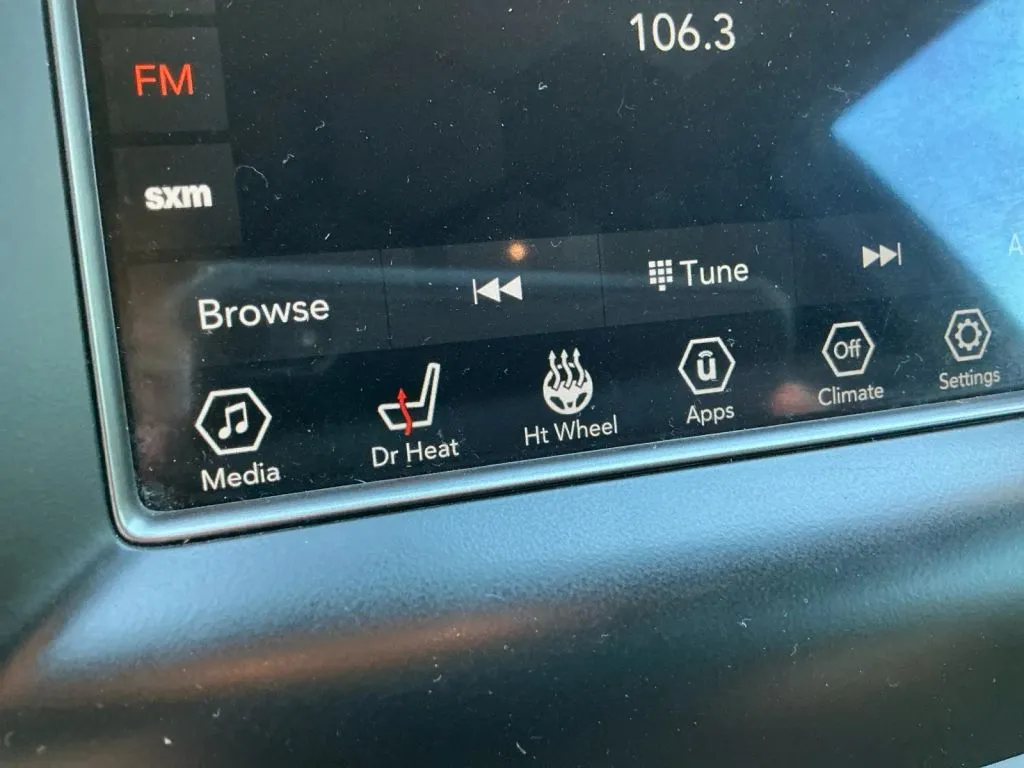 106.3
FM
sxm
Browse
Tune
Off
Media
Dr Heat
Ht Wheel
Apps
Climate
Settings